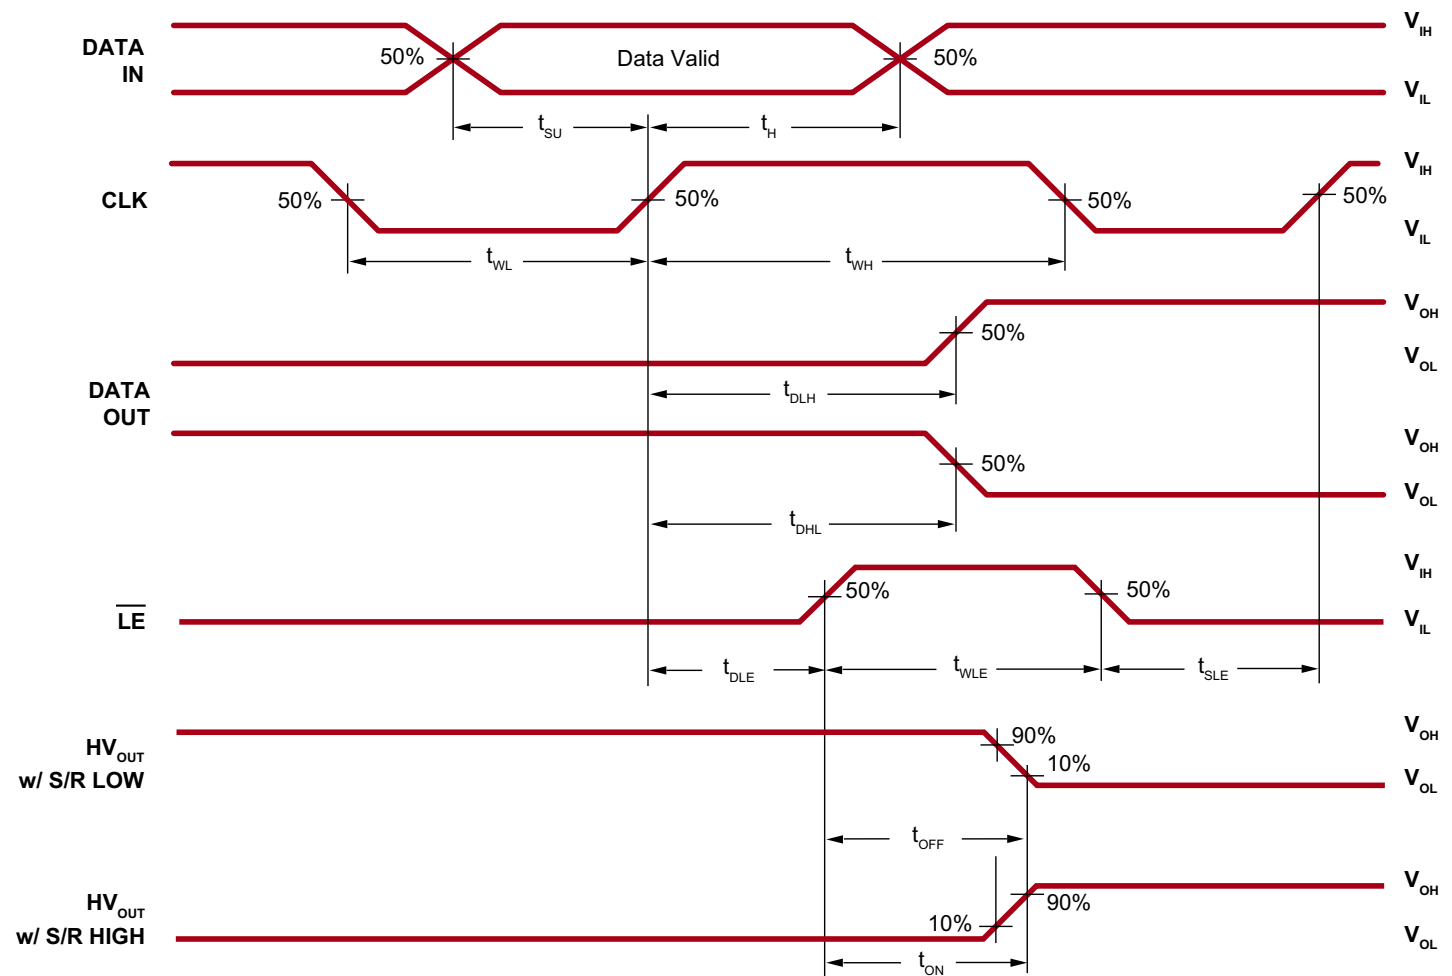 DATA
IN
50%
Data Valid
50%
V_IH
V_IL
t_SU
t_H
CLK
50%
50%
50%
50%
V_IH
V_IL
t_WL
t_WH
DATA
OUT
50%
V_OH
V_OL
t_DLH
50%
V_OH
V_OL
t_DHL
L̅E̅
50%
50%
V_IH
V_IL
t_DLE
t_WLE
t_SLE
HV_OUT
w/ S/R LOW
90%
10%
V_OH
V_OL
t_OFF
HV_OUT
w/ S/R HIGH
10%
90%
V_OH
V_OL
t_ON